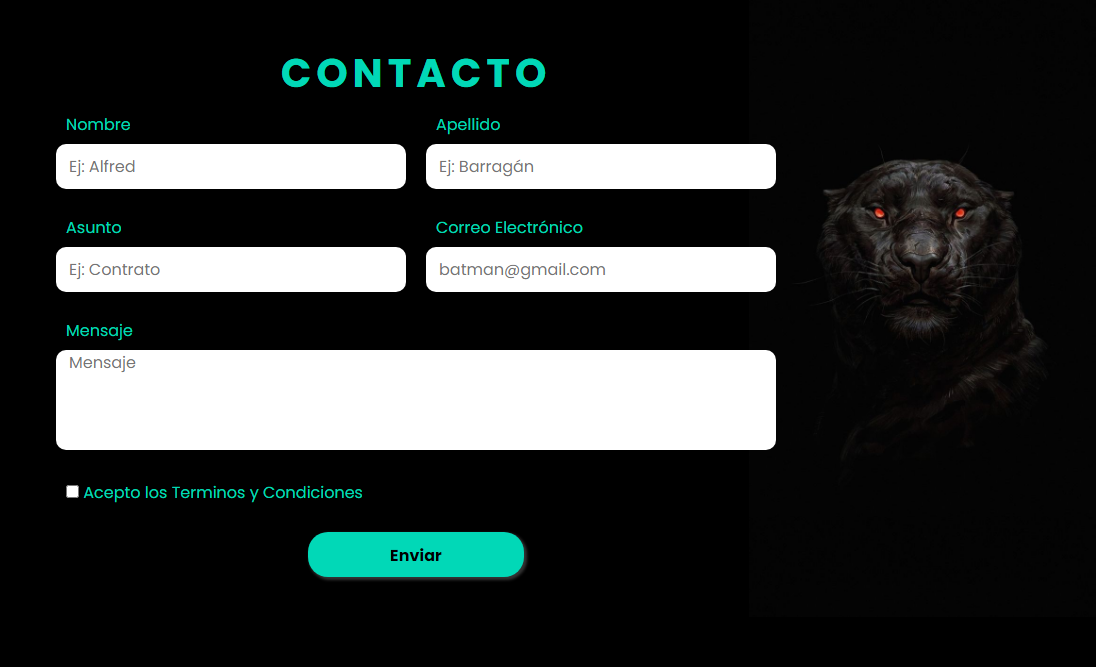 CONTACTO
Nombre
Apellido
Ej: Alfred
Ej: Barragán
Asunto
Correo Electrónico
Ej: Contrato
batman@gmail.com
Mensaje
Mensaje
Acepto los Terminos y Condiciones
Enviar